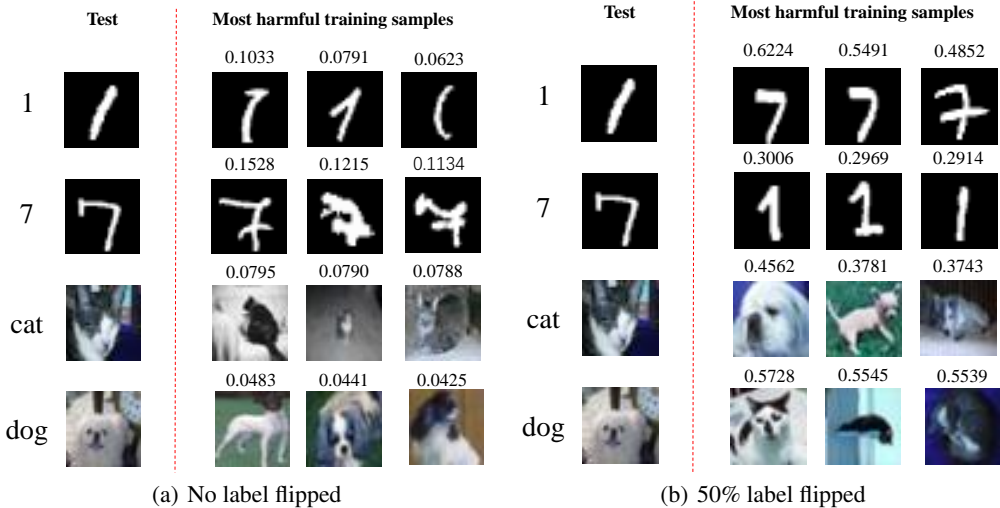 Test Most harmful training samples
0.1033 0.0791 0.0623
1
0.1528 0.1215 0.1134
7
0.0795 0.0790 0.0788
cat
0.0483 0.0441 0.0425
dog
(a) No label flipped
Test Most harmful training samples
0.6224 0.5491 0.4852
1
0.3006 0.2969 0.2914
7
0.4562 0.3781 0.3743
cat
0.5728 0.5545 0.5539
dog
(b) 50% label flipped